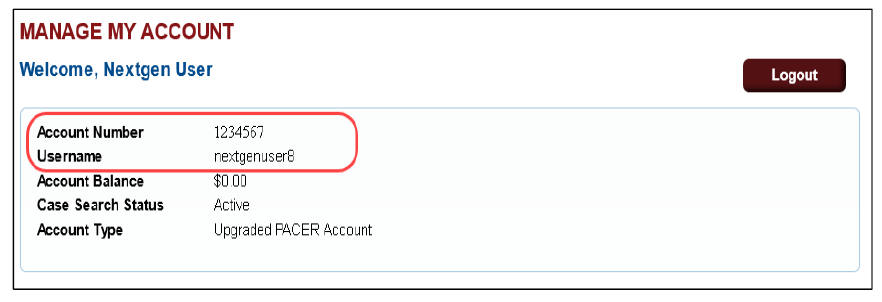 MANAGE MY ACCOUNT
Welcome, Nextgen User
Logout
Account Number 1234567
Username nextgenuser8
Account Balance $0.00
Case Search Status Active
Account Type Upgraded PACER Account